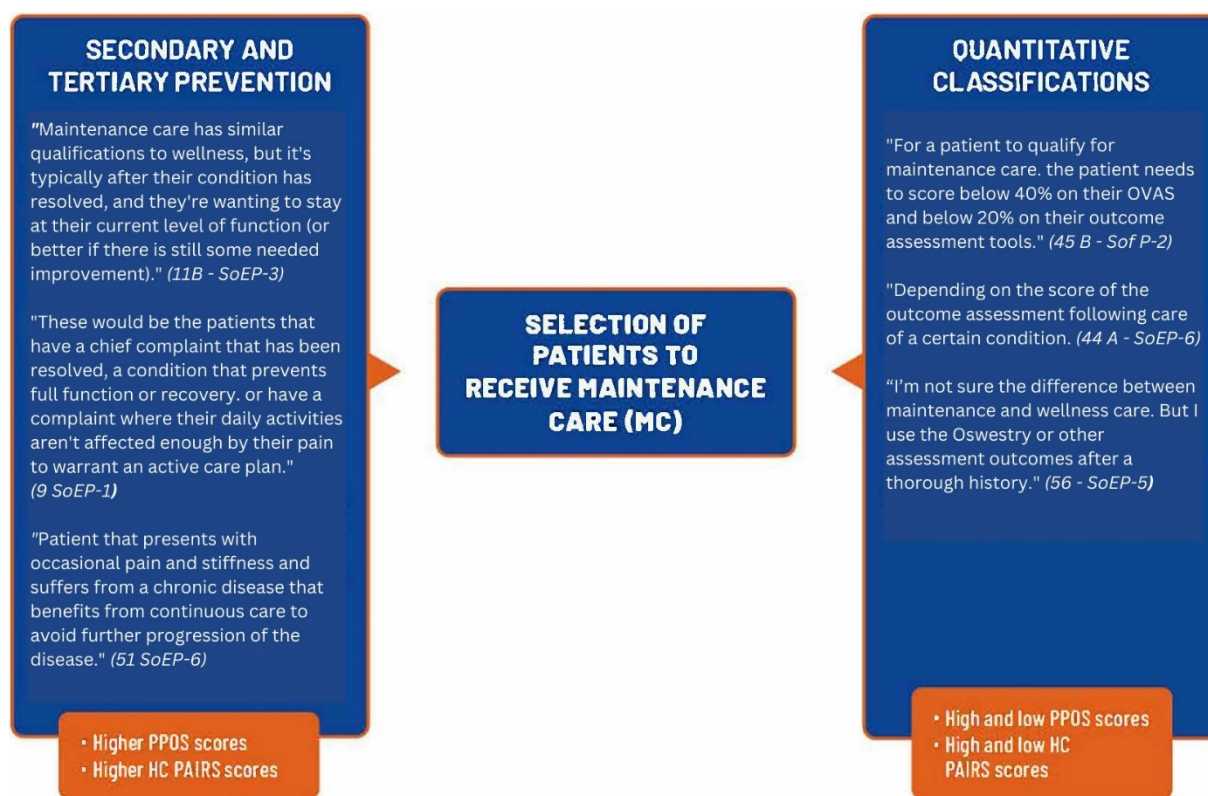 SECONDARY AND
TERTIARY PREVENTION
"Maintenance care has similar
qualifications to wellness, but it's
typically after their condition has
resolved, and they're wanting to stay
at their current level of function (or
better if there is still some needed
improvement)." (11B - SoEP-3)
"These would be the patients that
have a chief complaint that has been
resolved, a condition that prevents
full function or recovery. or have a
complaint where their daily activities
aren't affected enough by their pain
to warrant an active care plan."
(9 SoEP-1)
"Patient that presents with
occasional pain and stiffness and
suffers from a chronic disease that
benefits from continuous care to
avoid further progression of the
disease." (51 SoEP-6)
• Higher PPOS scores
• Higher HC PAIRS scores
SELECTION OF
PATIENTS TO
RECEIVE MAINTENANCE
CARE (MC)
QUANTITATIVE
CLASSIFICATIONS
"For a patient to qualify for
maintenance care. the patient needs
to score below 40% on their OVAS
and below 20% on their outcome
assessment tools." (45 B - Sof P-2)
"Depending on the score of the
outcome assessment following care
of a certain condition. (44 A - SoEP-6)
“I’m not sure the difference between
maintenance and wellness care. But I
use the Oswestry or other
assessment outcomes after a
thorough history." (56 - SoEP-5)
• High and low PPOS scores
• High and low HC
PAIRS scores